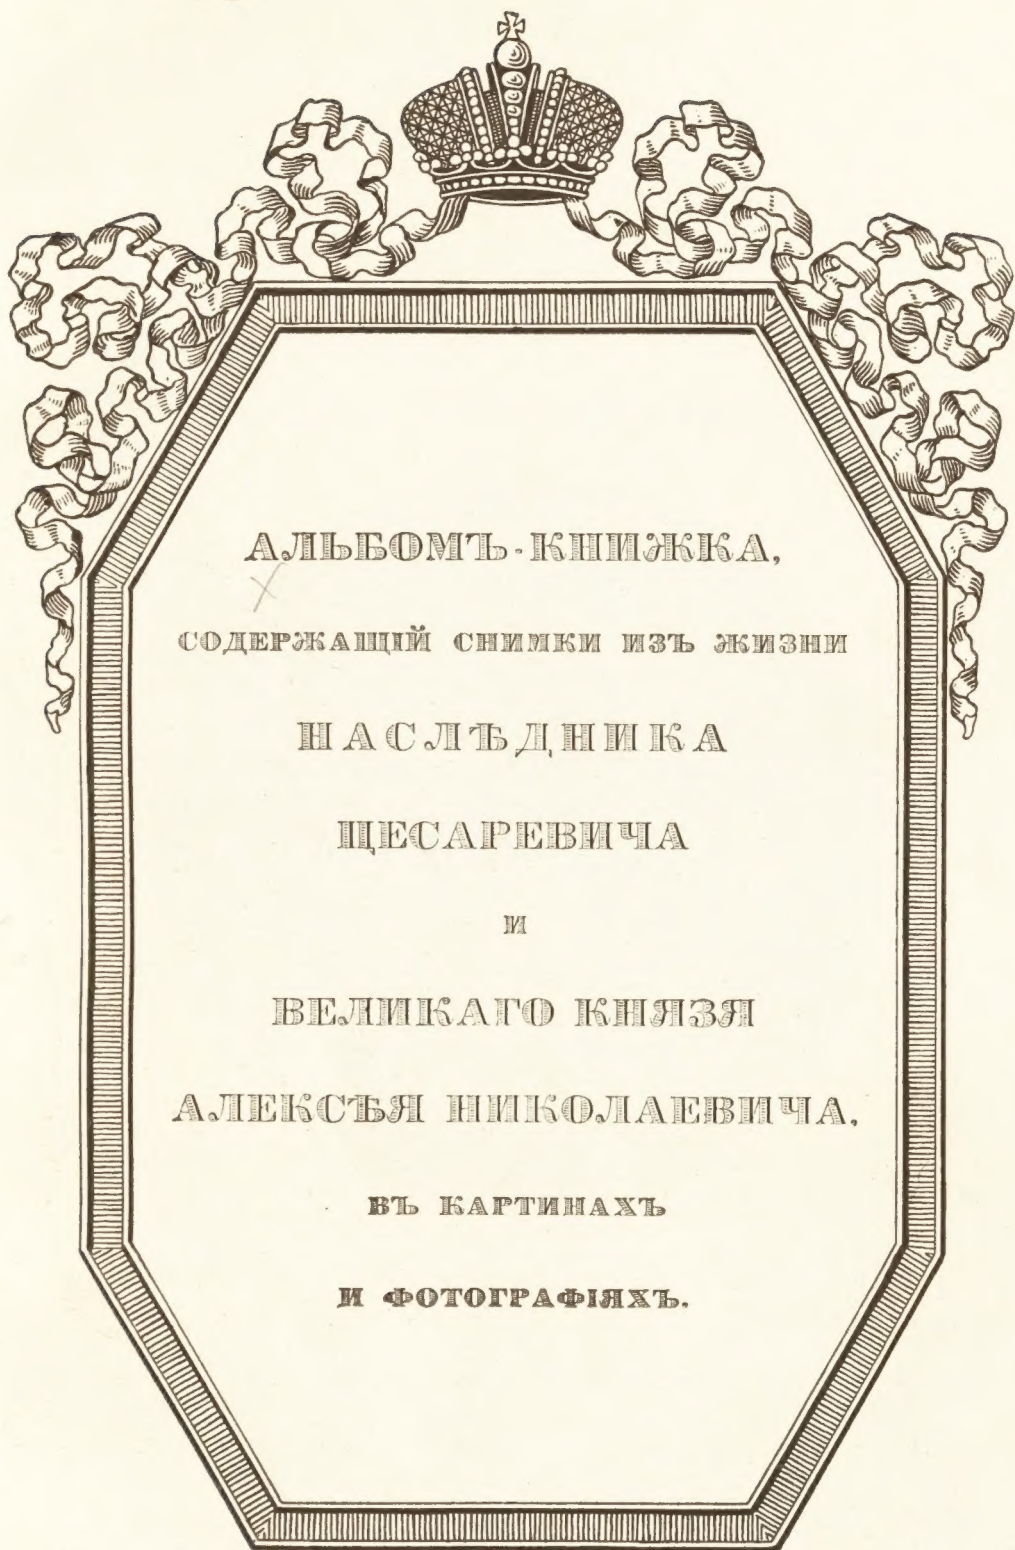 АЛЬБОМЪ-КНИЖКА,
СОДЕРЖАЩІЙ СНИМКИ ИЗЪ ЖИЗНИ
НАСЛѢДНИКА
ЦЕСАРЕВИЧА
И
ВЕЛИКАГО КНЯЗЯ
АЛЕКСѢЯ НИКОЛАЕВИЧА,
ВЪ КАРТИНАХЪ
И ФОТОГРАФІЯХЪ.